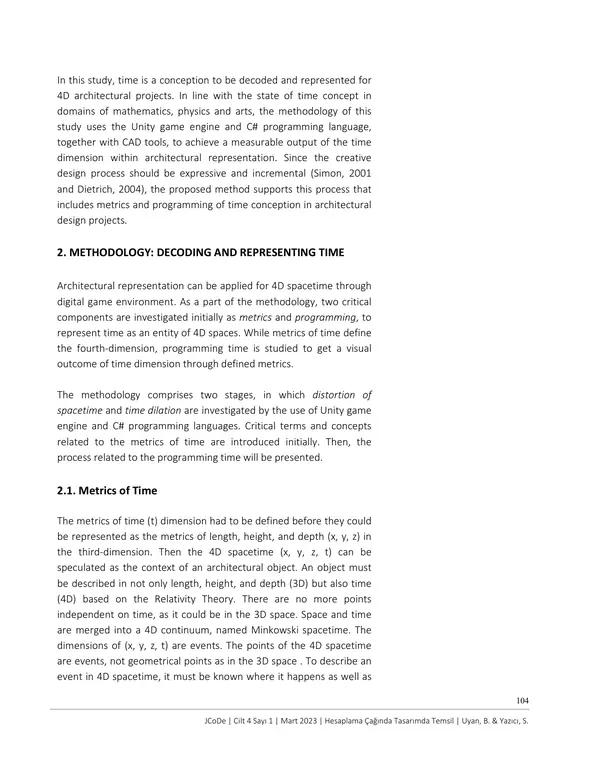 In this study, time is a conception to be decoded and represented for
4D architectural projects. In line with the state of time concept in
domains of mathematics, physics and arts, the methodology of this
study uses the Unity game engine and C# programming language,
together with CAD tools, to achieve a measurable output of the time
dimension within architectural representation. Since the creative
design process should be expressive and incremental (Simon, 2001
and Dietrich, 2004), the proposed method supports this process that
includes metrics and programming of time conception in architectural
design projects.
2. METHODOLOGY: DECODING AND REPRESENTING TIME
Architectural representation can be applied for 4D spacetime through
digital game environment. As a part of the methodology, two critical
components are investigated initially as metrics and programming, to
represent time as an entity of 4D spaces. While metrics of time define
the fourth-dimension, programming time is studied to get a visual
outcome of time dimension through defined metrics.
The methodology comprises two stages, in which distortion of
spacetime and time dilation are investigated by the use of Unity game
engine and C# programming languages. Critical terms and concepts
related to the metrics of time are introduced initially. Then, the
process related to the programming time will be presented.
2.1. Metrics of Time
The metrics of time (t) dimension had to be defined before they could
be represented as the metrics of length, height, and depth (x, y, z) in
the third-dimension. Then the 4D spacetime (x, y, z, t) can be
speculated as the context of an architectural object. An object must
be described in not only length, height, and depth (3D) but also time
(4D) based on the Relativity Theory. There are no more points
independent on time, as it could be in the 3D space. Space and time
are merged into a 4D continuum, named Minkowski spacetime. The
dimensions of (x, y, z, t) are events. The points of the 4D spacetime
are events, not geometrical points as in the 3D space . To describe an
event in 4D spacetime, it must be known where it happens as well as
104
JCoDe | Cilt 4 Sayı 1 | Mart 2023 | Hesaplama Çağında Tasarımda Temsil | Uyan, B. & Yazıcı, S.